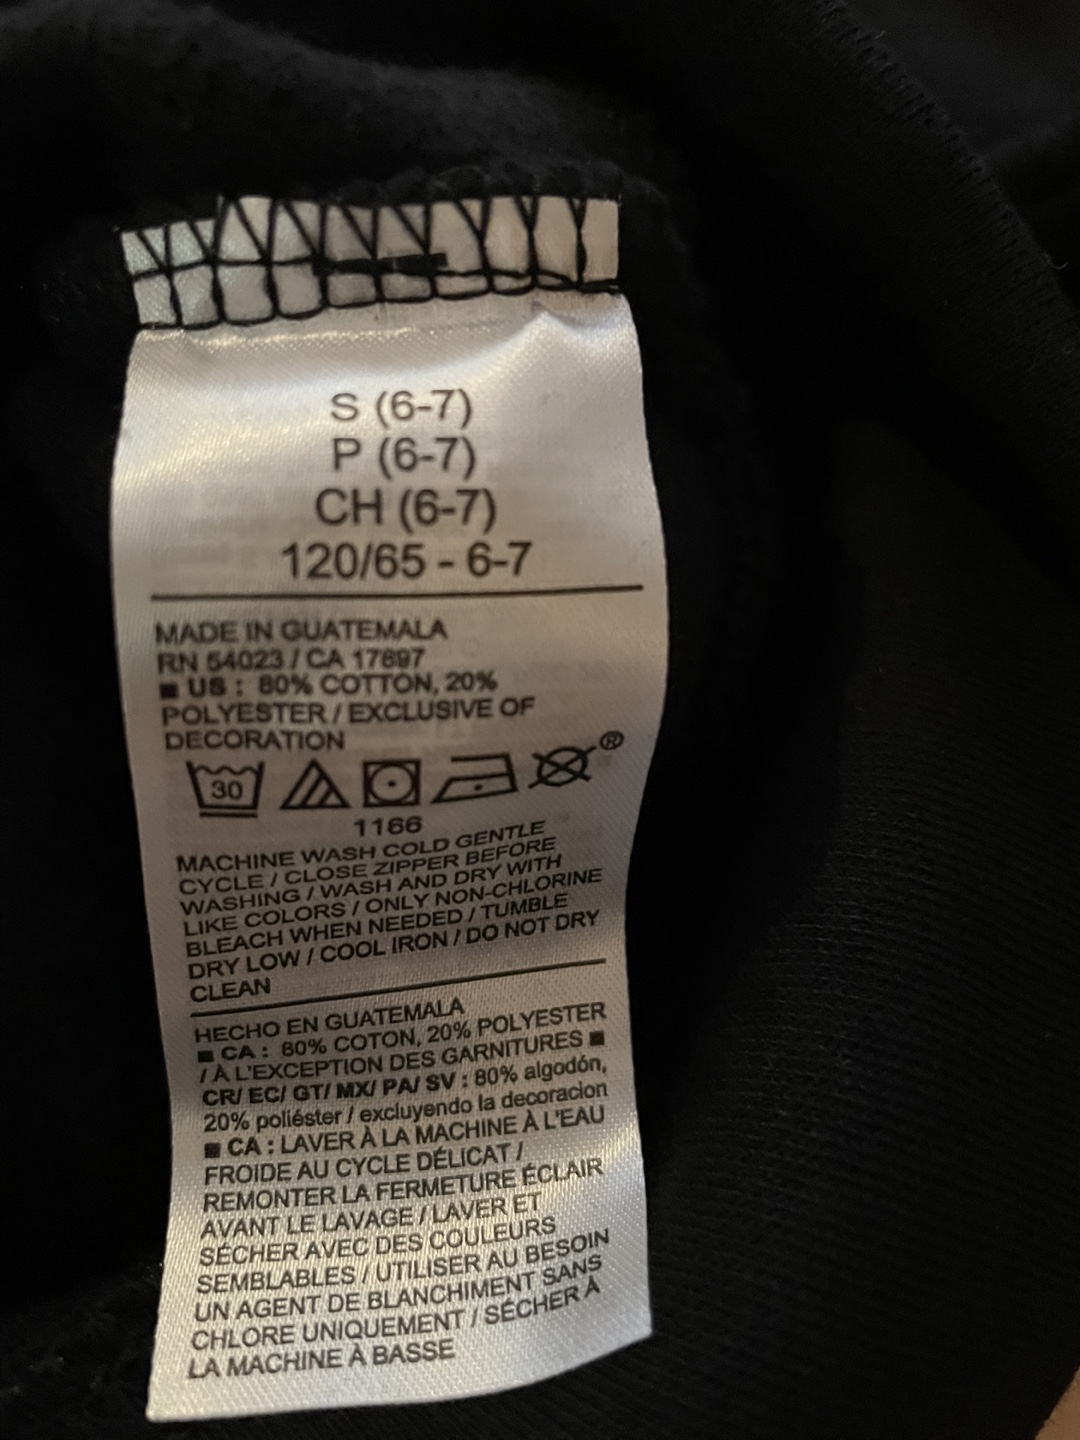 S (6-7)
P (6-7)
CH (6-7)
120/65 - 6-7
MADE IN GUATEMALA
RN 54023 / CA 17897
■ US : 80% COTTON, 20%
POLYESTER / EXCLUSIVE OF
DECORATION
30 ®
1166
MACHINE WASH COLD GENTLE
CYCLE / CLOSE ZIPPER BEFORE
WASHING / WASH AND DRY WITH
LIKE COLORS / ONLY NON-CHLORINE
BLEACH WHEN NEEDED / TUMBLE
DRY LOW / COOL IRON / DO NOT DRY
CLEAN
HECHO EN GUATEMALA
■ CA : 80% COTON, 20% POLYESTER
/ À L'EXCEPTION DES GARNITURES ■
CR/ EC/ GT/ MX/ PA/ SV : 80% algodón,
20% poliéster / excluyendo la decoracion
■ CA : LAVER À LA MACHINE À L'EAU
FROIDE AU CYCLE DÉLICAT /
REMONTER LA FERMETURE ÉCLAIR
AVANT LE LAVAGE / LAVER ET
SÉCHER AVEC DES COULEURS
SEMBLABLES / UTILISER AU BESOIN
UN AGENT DE BLANCHIMENT SANS
CHLORE UNIQUEMENT / SÉCHER À
LA MACHINE À BASSE